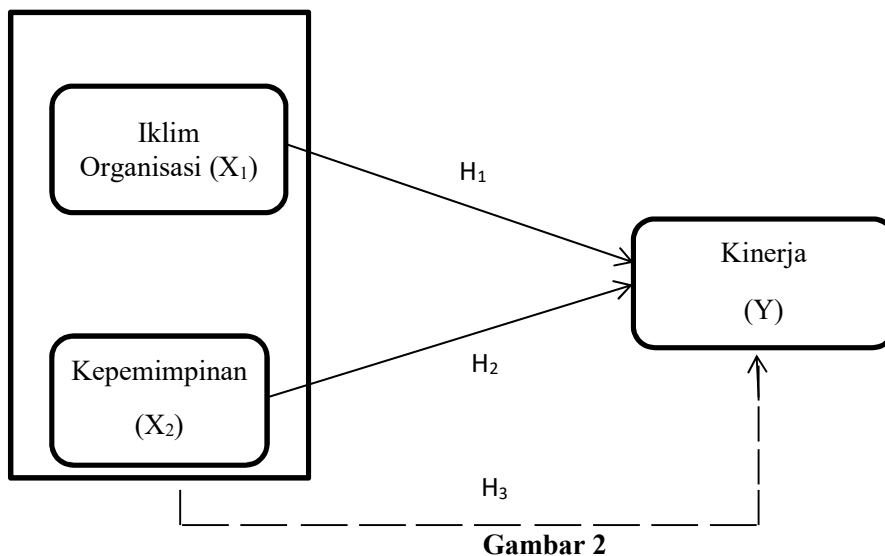 Iklim
Organisasi (X₁)
H₁
Kinerja
(Y)
Kepemimpinan
(X₂)
H₂
H₃
Gambar 2